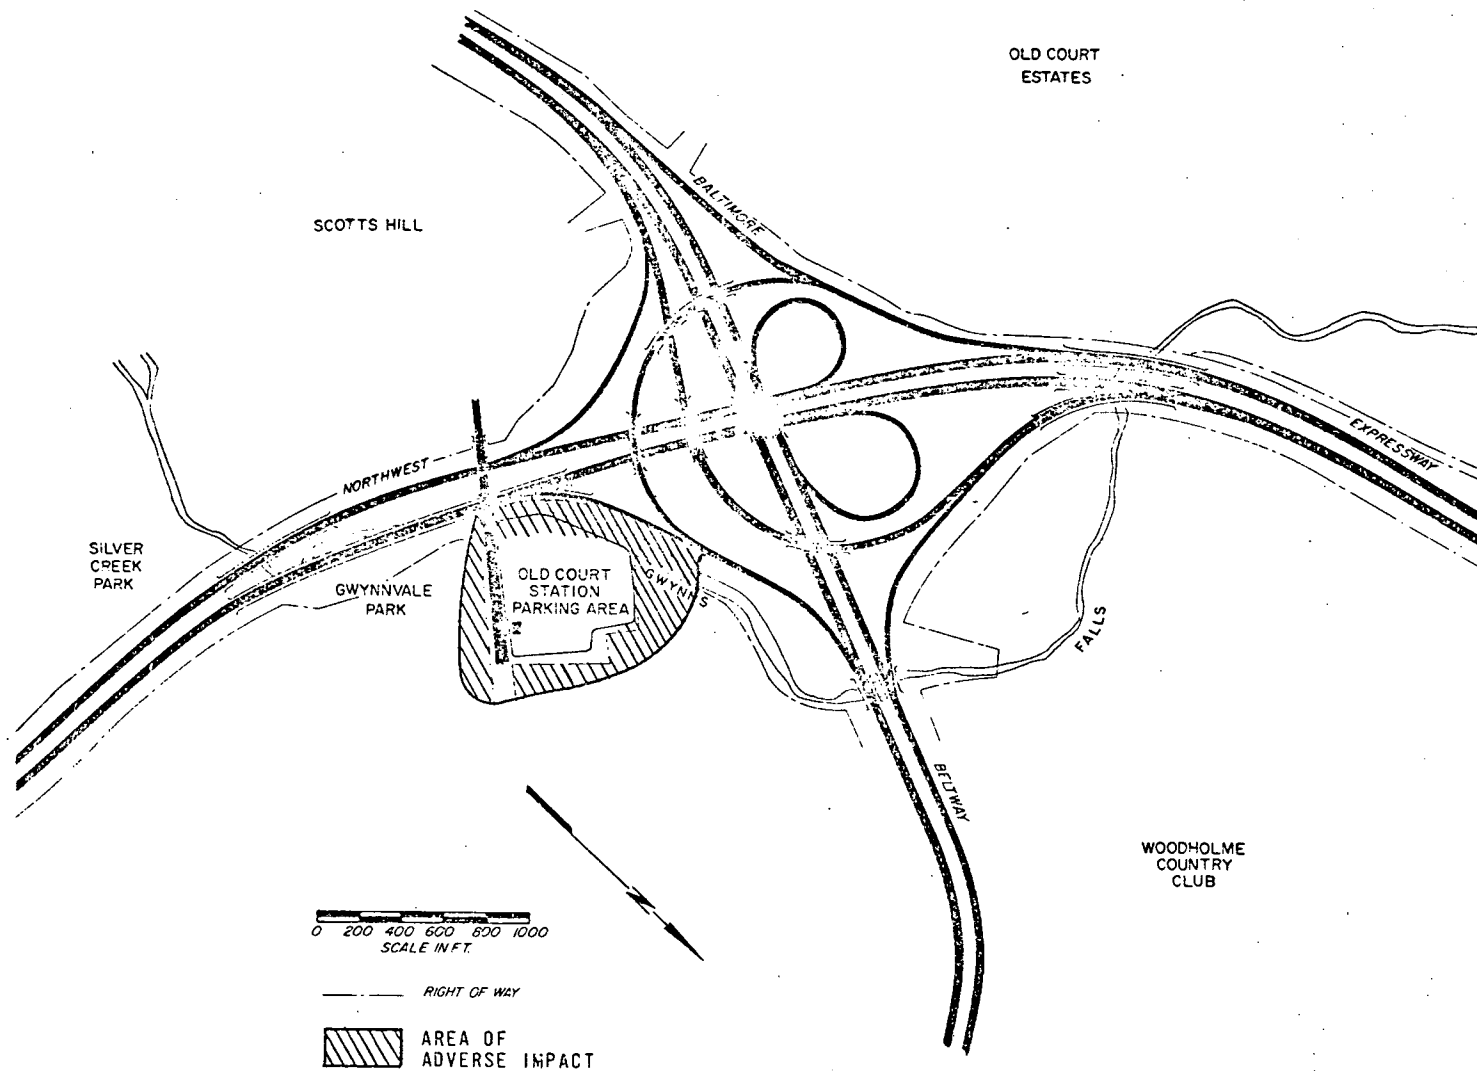 OLD COURT
ESTATES
BALTIMORE
SCOTTS HILL
EXPRESSWAY
NORTHWEST
SILVER
CREEK
PARK
GWYNNVALE
PARK
OLD COURT
STATION
PARKING AREA
GWYNNS
FALLS
BELTWAY
WOODHOLME
COUNTRY
CLUB
N
0 200 400 600 800 1000
SCALE IN FT.
RIGHT OF WAY
AREA OF
ADVERSE IMPACT